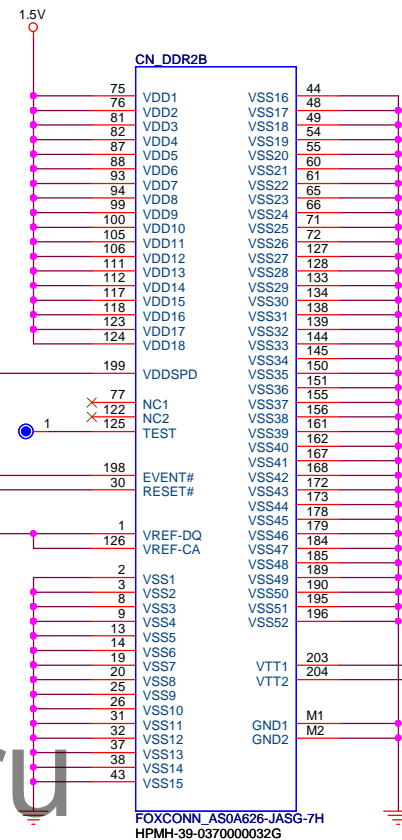 1.5V
CN_DDR2B
75 VDD1 VSS16 44
76 VDD2 VSS17 48
81 VDD3 VSS18 49
82 VDD4 VSS19 54
87 VDD5 VSS20 55
88 VDD6 VSS21 60
93 VDD7 VSS22 61
94 VDD8 VSS23 65
99 VDD9 VSS24 66
100 VDD10 VSS25 71
105 VDD11 VSS26 72
106 VDD12 VSS27 127
111 VDD13 VSS28 128
112 VDD14 VSS29 133
117 VDD15 VSS30 134
118 VDD16 VSS31 138
123 VDD17 VSS32 139
124 VDD18 VSS33 144
VSS34 145
199 VDDSPD VSS35 150
VSS36 151
77 NC1 VSS37 155
122 NC2 VSS38 156
1 125 TEST VSS39 161
VSS40 162
VSS41 167
198 EVENT# VSS42 168
30 RESET# VSS43 172
VSS44 173
VSS45 178
1 VREF-DQ VSS46 179
126 VREF-CA VSS47 184
VSS48 185
2 VSS1 VSS49 189
3 VSS2 VSS50 190
8 VSS3 VSS51 195
9 VSS4 VSS52 196
13 VSS5
14 VSS6
19 VSS7 VTT1 203
20 VSS8 VTT2 204
25 VSS9
26 VSS10
31 VSS11 GND1 M1
32 VSS12 GND2 M2
37 VSS13
38 VSS14
43 VSS15
ru
FOXCONN_AS0A626-JASG-7H
HPMH-39-0370000032G